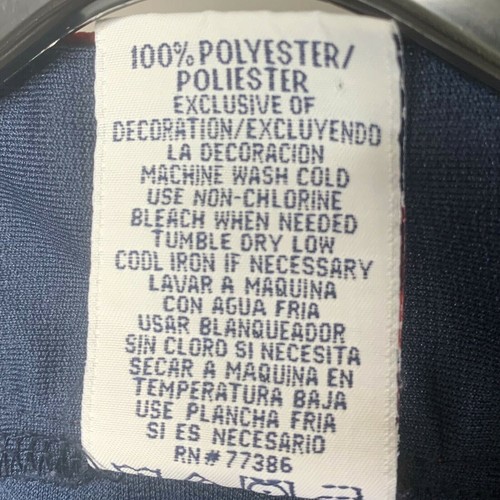 100% POLYESTER/
POLIESTER
EXCLUSIVE OF
DECORATION/EXCLUYENDO
LA DECORACION
MACHINE WASH COLD
USE NON-CHLORINE
BLEACH WHEN NEEDED
TUMBLE DRY LOW
COOL IRON IF NECESSARY
LAVAR A MAQUINA
CON AGUA FRIA
USAR BLANQUEADOR
SIN CLORO SI NECESITA
SECAR A MAQUINA EN
TEMPERATURA BAJA
USE PLANCHA FRIA
SI ES NECESARIO
RN# 77386